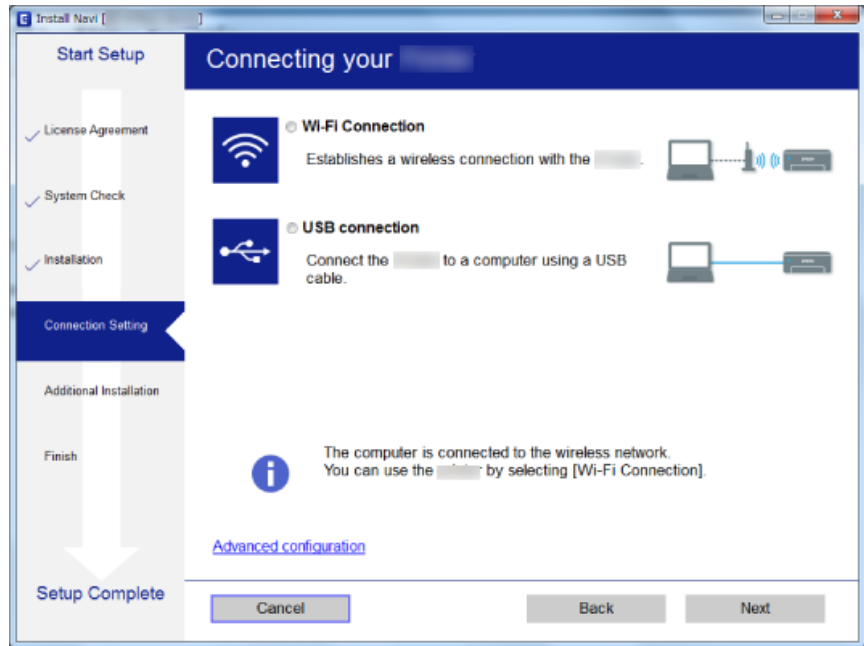 Install Navi [ ]
Start Setup
Connecting your
License Agreement
System Check
Installation
Connection Setting
Additional Installation
Finish
Setup Complete
Wi-Fi Connection
Establishes a wireless connection with the .
USB connection
Connect the to a computer using a USB
cable.
The computer is connected to the wireless network.
You can use the by selecting [Wi-Fi Connection].
Advanced configuration
Cancel
Back
Next